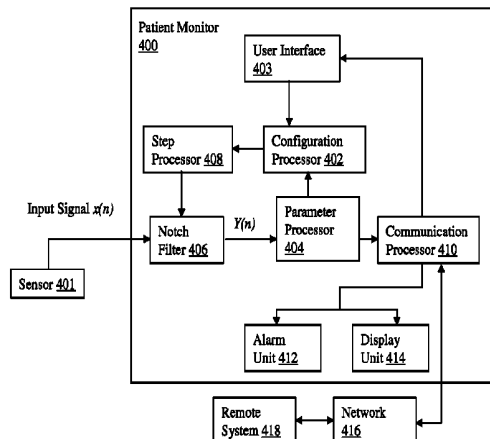 Patient Monitor
400
User Interface
403
Step
Processor 408
Configuration
Processor 402
Input Signal x(n)
Notch
Filter 406
Y(n)
Parameter
Processor
404
Communication
Processor 410
Sensor 401
Alarm
Unit 412
Display
Unit 414
Remote
System 418
Network
416